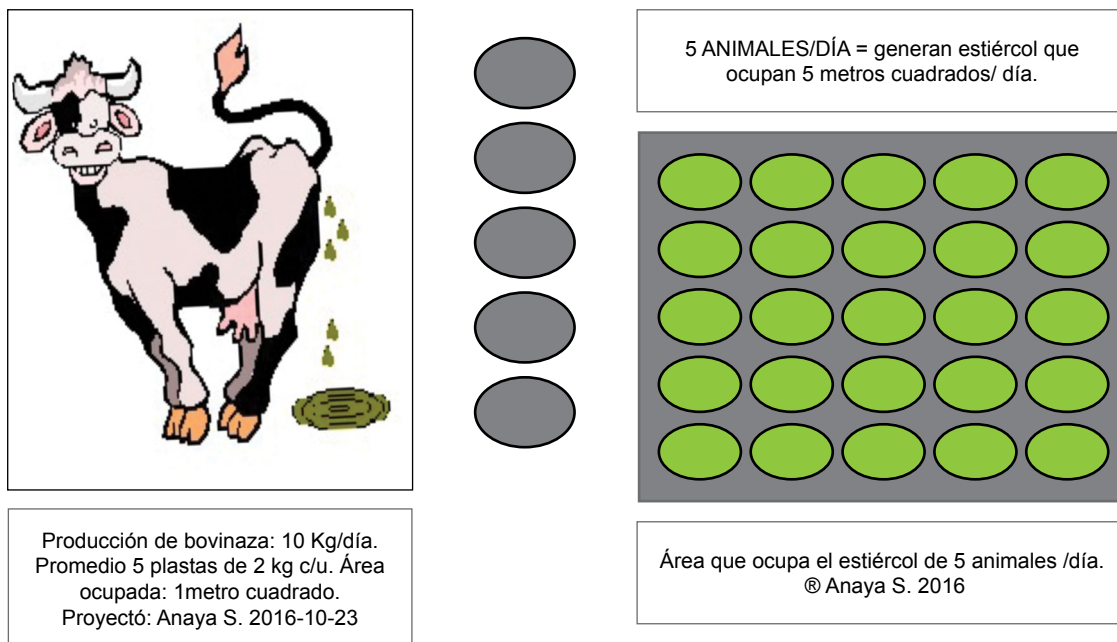 5 ANIMALES/DÍA = generan estiércol que
ocupan 5 metros cuadrados/ día.
Producción de bovinaza: 10 Kg/día.
Promedio 5 plastas de 2 kg c/u. Área
ocupada: 1metro cuadrado.
Proyectó: Anaya S. 2016-10-23
Área que ocupa el estiércol de 5 animales /día.
® Anaya S. 2016